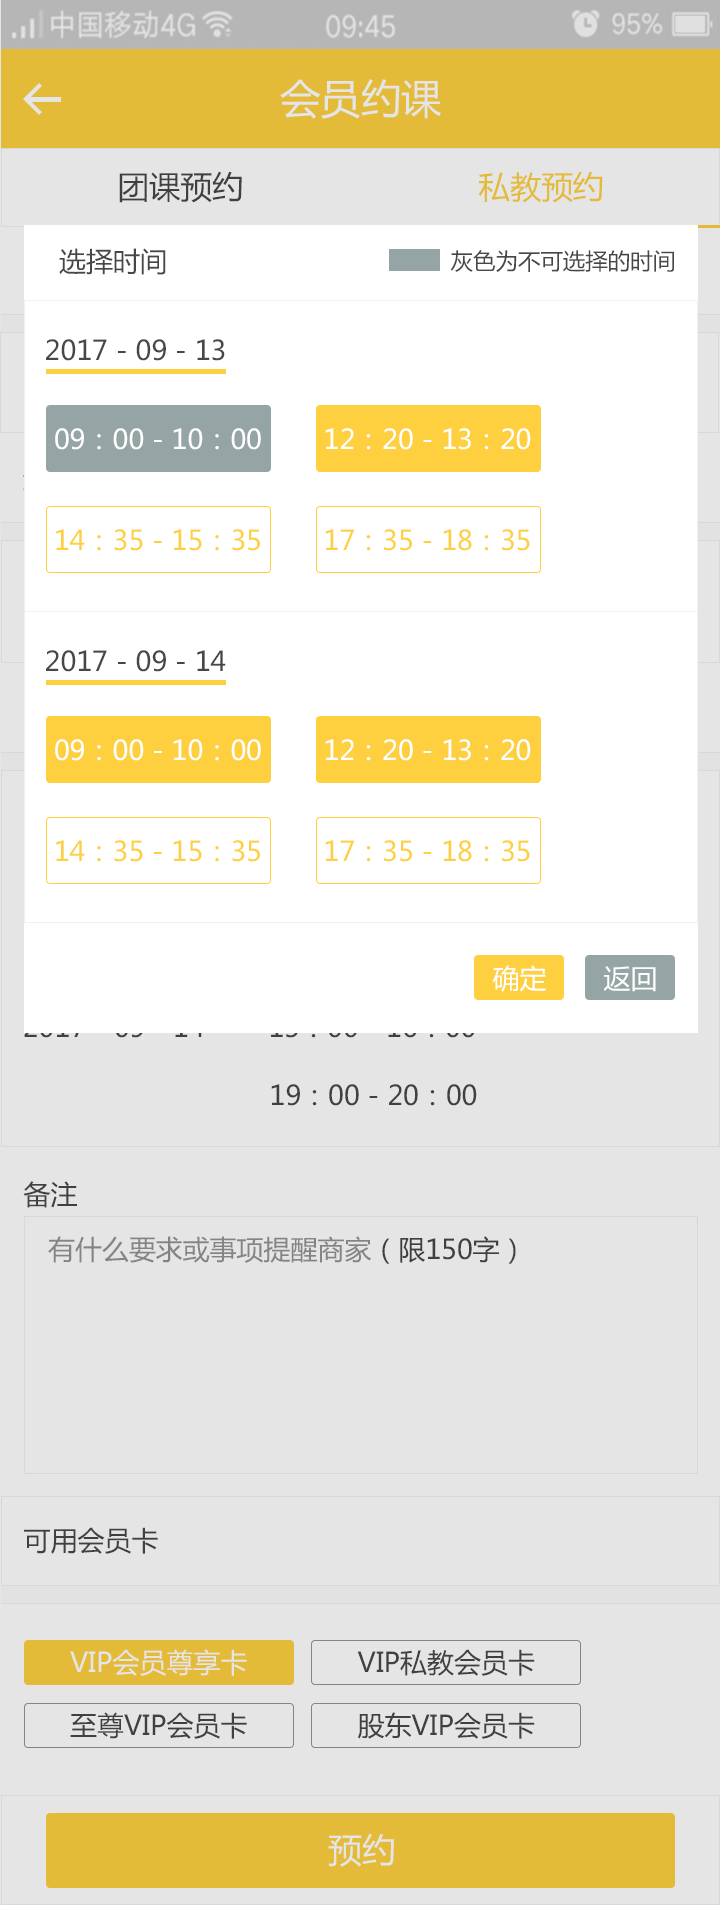 中国移动4G 09:45 95%
会员约课
团课预约 私教预约
选择时间 灰色为不可选择的时间
2017 - 09 - 13
09：00 - 10：00 12：20 - 13：20
14：35 - 15：35 17：35 - 18：35
2017 - 09 - 14
09：00 - 10：00 12：20 - 13：20
14：35 - 15：35 17：35 - 18：35
确定 返回
19：00 - 20：00
备注
有什么要求或事项提醒商家（限150字）
可用会员卡
VIP会员尊享卡 VIP私教会员卡
至尊VIP会员卡 股东VIP会员卡
预约